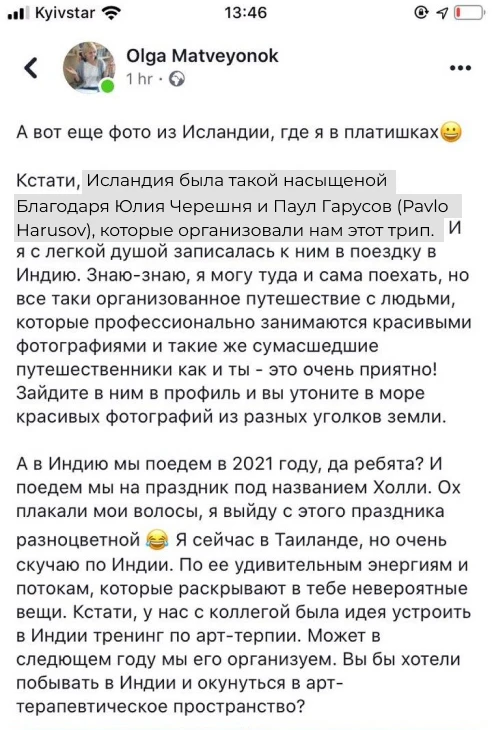 Kyivstar 13:46
Olga Matveyonok
1 hr
А вот еще фото из Исландии, где я в платишках😀
Кстати, Исландия была такой насыщеной
Благодаря Юлия Черешня и Паул Гарусов (Pavlo
Harusov), которые организовали нам этот трип. И
я с легкой душой записалась к ним в поездку в
Индию. Знаю-знаю, я могу туда и сама поехать, но
все таки организованное путешествие с людьми,
которые профессионально занимаются красивыми
фотографиями и такие же сумасшедшие
путешественники как и ты - это очень приятно!
Зайдите в ним в профиль и вы утоните в море
красивых фотографий из разных уголков земли.
А в Индию мы поедем в 2021 году, да ребята? И
поедем мы на праздник под названием Холли. Ох
плакали мои волосы, я выйду с этого праздника
разноцветной 😂 Я сейчас в Таиланде, но очень
скучаю по Индии. По ее удивительным энергиям и
потокам, которые раскрывают в тебе невероятные
вещи. Кстати, у нас с коллегой была идея устроить
в Индии тренинг по арт-терпии. Может в
следющем году мы его организуем. Вы бы хотели
побывать в Индии и окунуться в арт-
терапевтическое пространство?